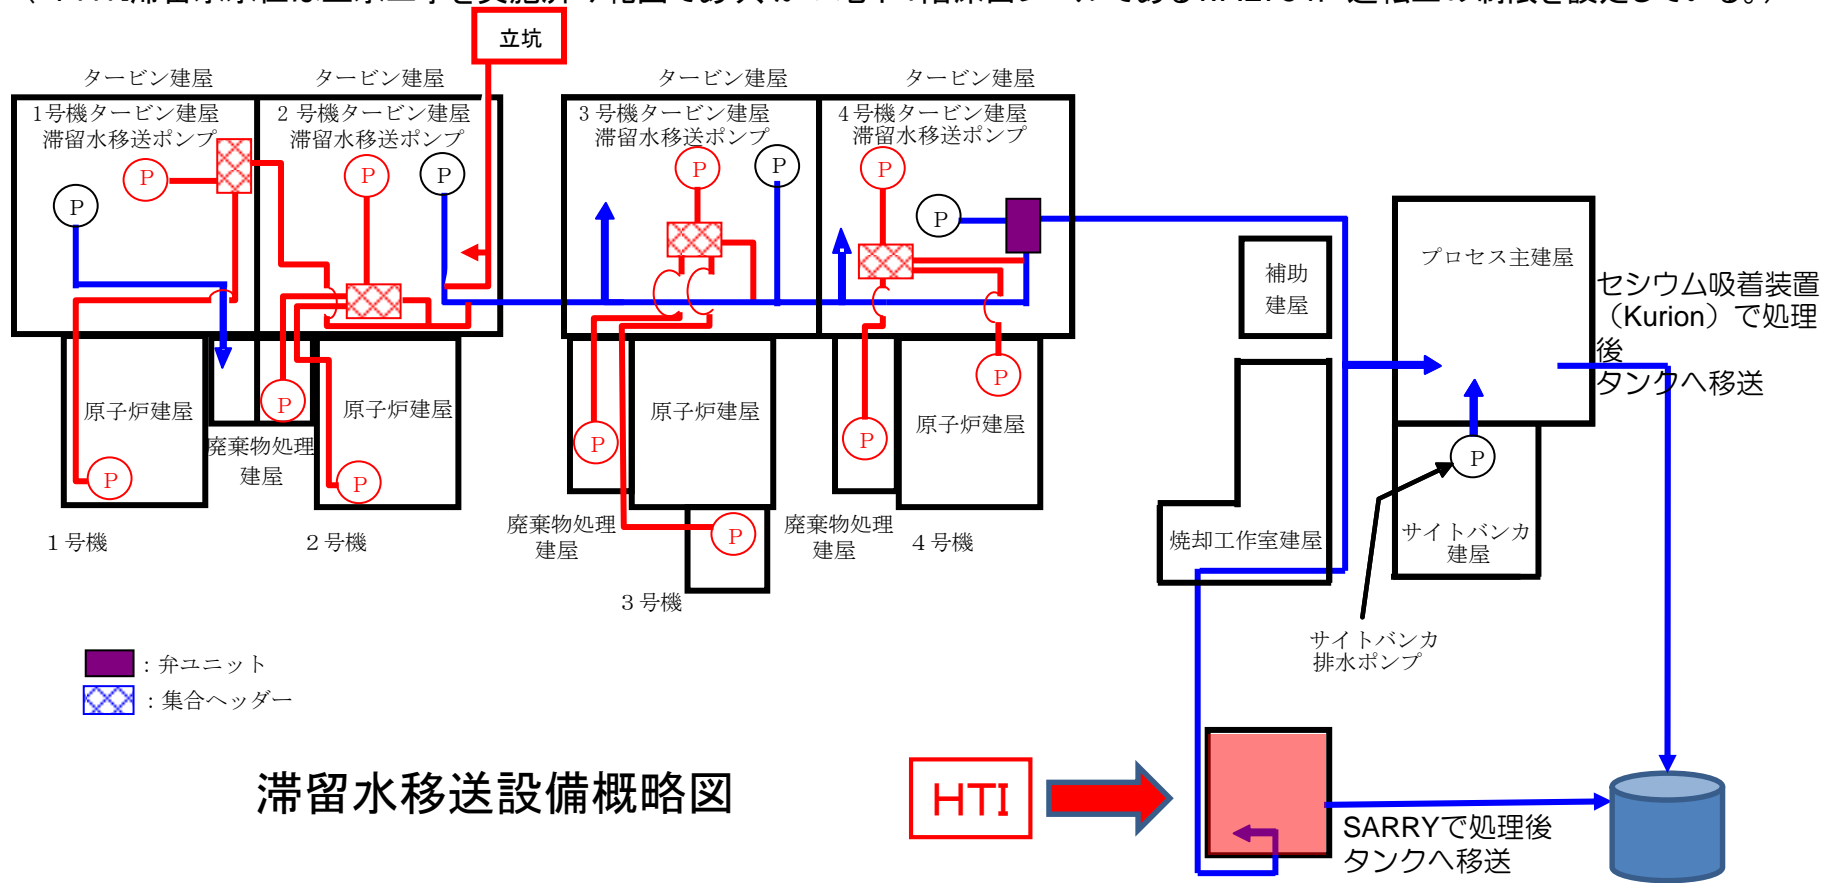 立坑
タービン建屋
タービン建屋
タービン建屋
タービン建屋
1号機タービン建屋
滞留水移送ポンプ
2 号機タービン建屋
滞留水移送ポンプ
3 号機タービン建屋
滞留水移送ポンプ
4号機タービン建屋
滞留水移送ポンプ
P
P
P
P
P
P
P
P
補助
建屋
プロセス主建屋
セシウム吸着装置
(Kurion)で処理
後
タンクへ移送
原子炉建屋
P
廃棄物処理
建屋
P
原子炉建屋
P
P
原子炉建屋
P
P
原子炉建屋
P
P
サイトバンカ
建屋
焼却工作室建屋
1号機
2号機
廃棄物処理
建屋
3号機
廃棄物処理
建屋
4号機
サイトバンカ
排水ポンプ
:弁ユニット
:集合ヘッダー
滞留水移送設備概略図
HTI
SARRYで処理後
タンクへ移送